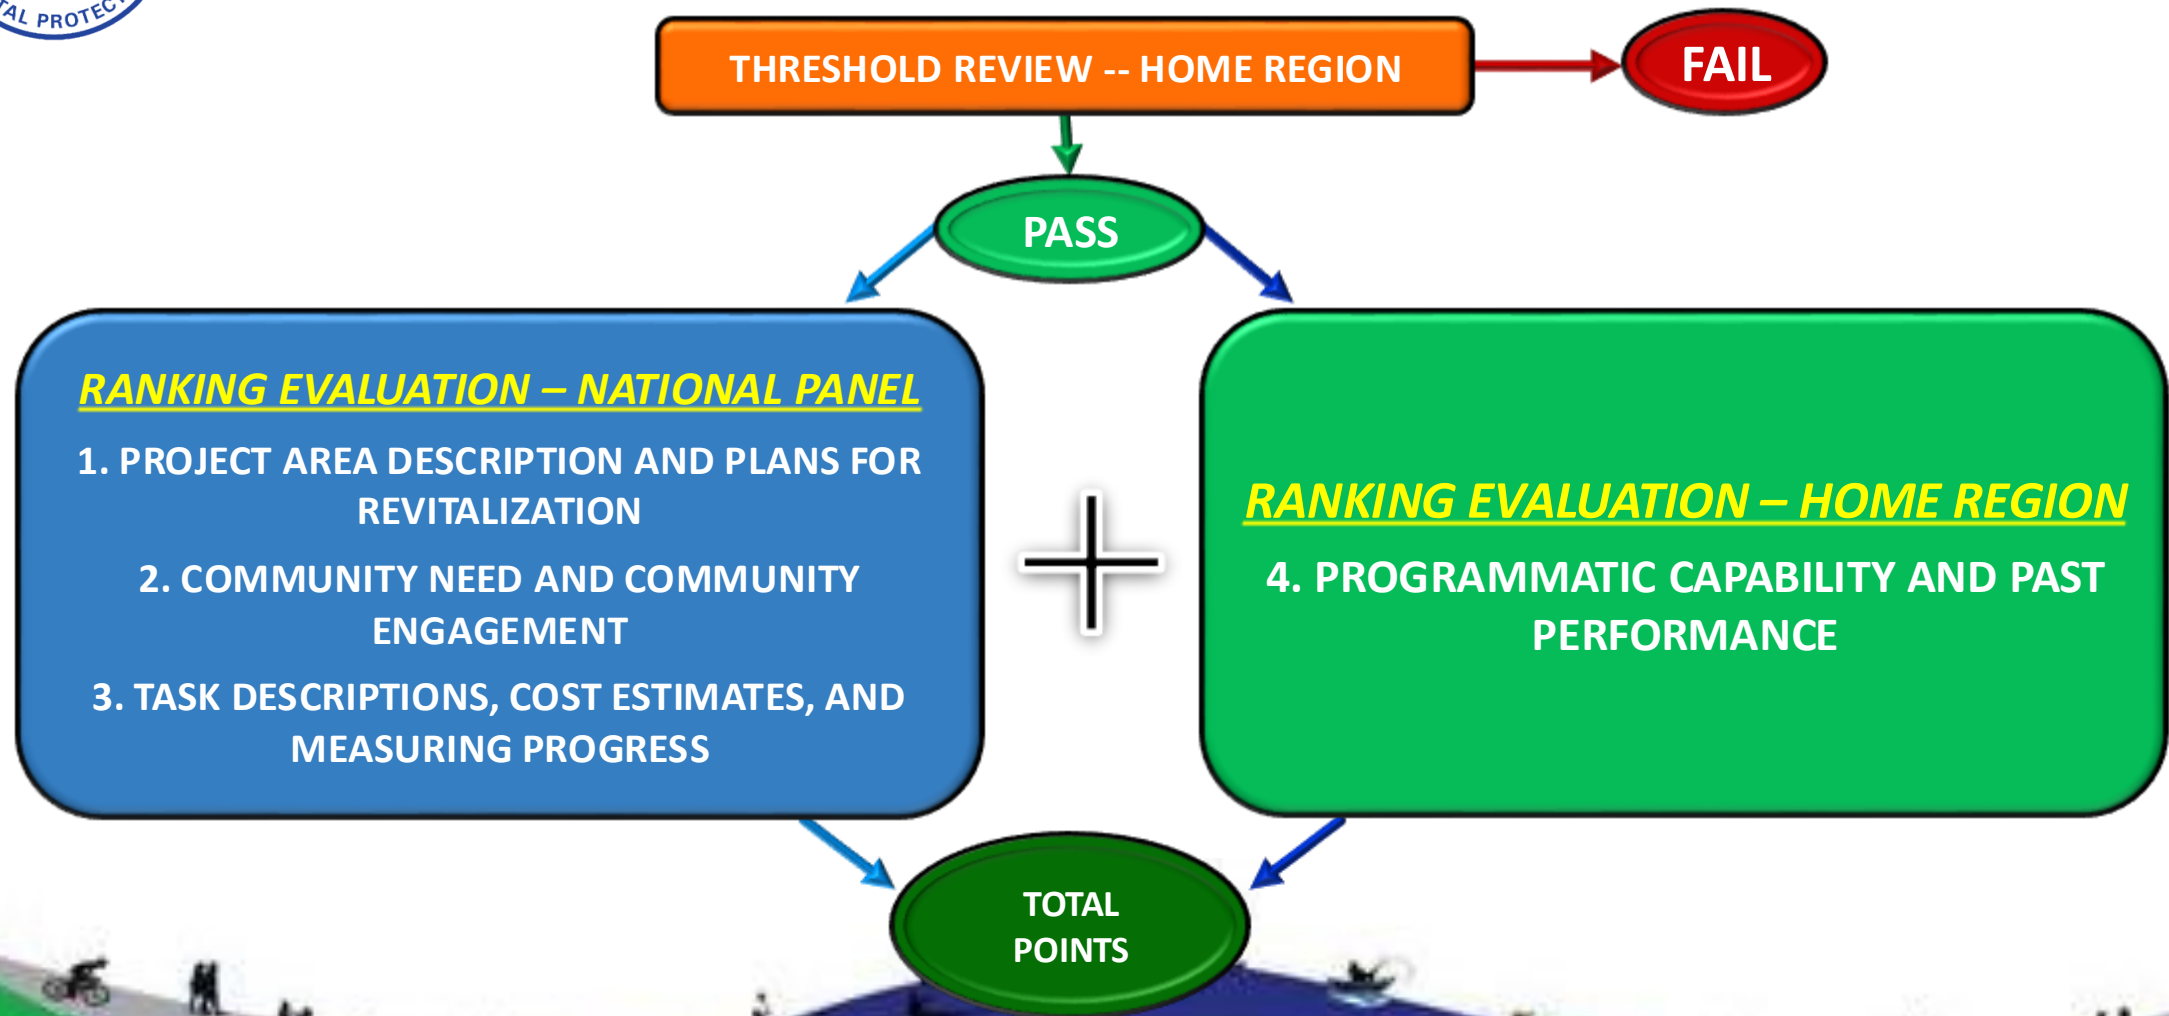 TAL PROTEC
THRESHOLD REVIEW -- HOME REGION
FAIL
PASS
RANKING EVALUATION – NATIONAL PANEL
1. PROJECT AREA DESCRIPTION AND PLANS FOR
REVITALIZATION
2. COMMUNITY NEED AND COMMUNITY
ENGAGEMENT
3. TASK DESCRIPTIONS, COST ESTIMATES, AND
MEASURING PROGRESS
RANKING EVALUATION – HOME REGION
4. PROGRAMMATIC CAPABILITY AND PAST
PERFORMANCE
TOTAL
POINTS